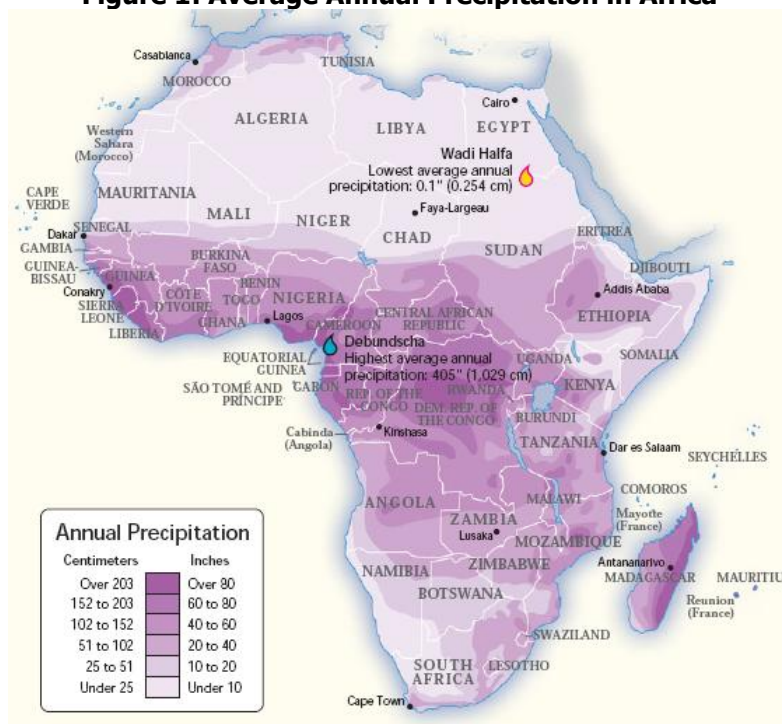 Figure 1: Average Annual Precipitation in Africa
Casablanca
TUNISIA
MOROCCO
Cairo
ALGERIA
LIBYA
EGYPT
Western
Sahara
(Morocco)
Wadi Halfa
Lowest average annual
precipitation: 0.1" (0.254 cm)
MAURITANIA
CAPE
VERDE
MALI
NIGER
Faya-Largeau
CHAD
SUDAN
ERITREA
Dakar
SENEGAL
GAMBIA
GUINEA-
BISSAU
GUINEA
BURKINA
FASO
DJIBOUTI
Conakry
SIERRA
LEONE
CÔTE
D'IVOIRE
TOGO
BENIN
NIGERIA
Addis Ababa
ETHIOPIA
LIBERIA
GHANA
Lagos
CENTRAL AFRICAN
REPUBLIC
CAMEROON
Debundscha
Highest average annual
precipitation: 405" (1,029 cm)
EQUATORIAL
GUINEA
UGANDA
SOMALIA
SÃO TOMÉ AND
PRÍNCIPE
GABON
REP. OF THE
CONGO
DEM. REP. OF
THE CONGO
RWANDA
KENYA
BURUNDI
Cabinda
(Angola)
Kinshasa
TANZANIA
Dar es Salaam
SEYCHELLES
ANGOLA
MALAWI
COMOROS
ZAMBIA
Mayotte
(France)
Lusaka
MOZAMBIQUE
Antananarivo
NAMIBIA
ZIMBABWE
MADAGASCAR
MAURITIU
BOTSWANA
Reunion
(France)
SWAZILAND
SOUTH
AFRICA
LESOTHO
Cape Town
Annual Precipitation
Centimeters Inches
Over 203 Over 80
152 to 203 60 to 80
102 to 152 40 to 60
51 to 102 20 to 40
25 to 51 10 to 20
Under 25 Under 10